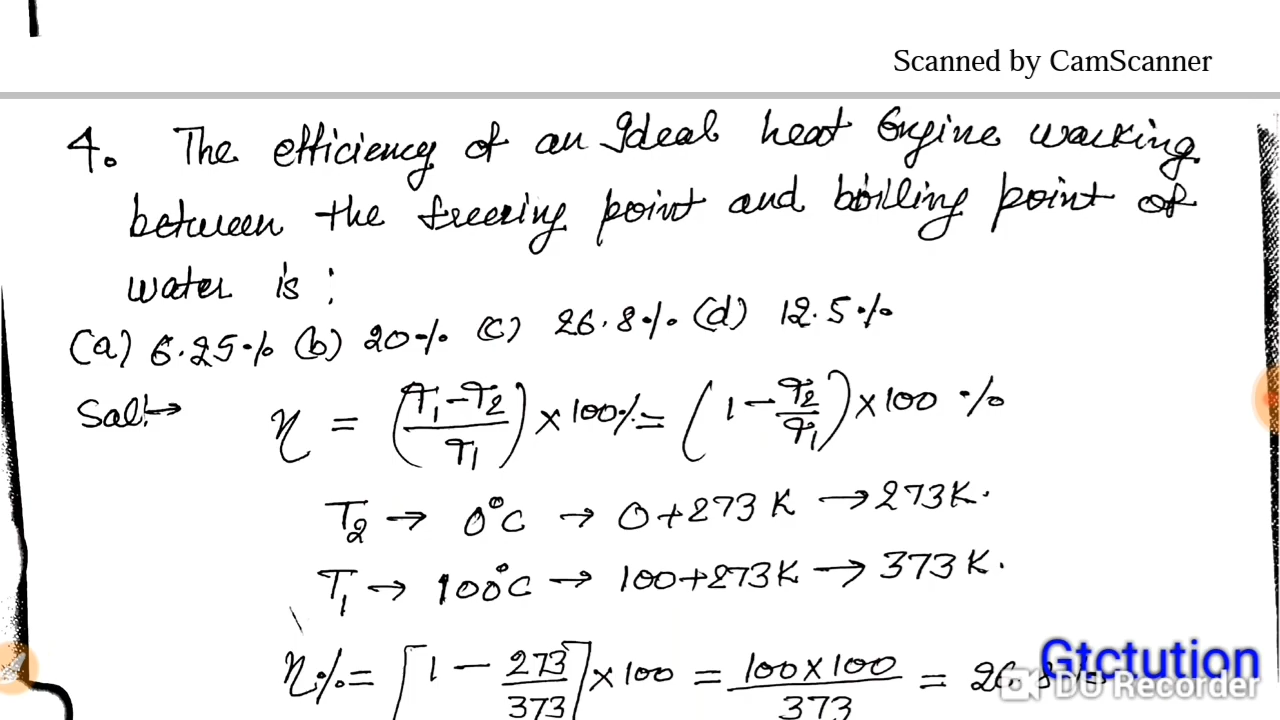 Scanned by CamScanner
4. The efficiency of an Ideal heat Engine working
between the freezing point and boiling point of
water is :
(a) 6.25% (b) 20% (c) 26.8% (d) 12.5%
Sol:→ η = ((T₁ - T₂)/T₁) × 100% = (1 - T₂/T₁) × 100 %
T₂ → 0°C → 0+273 K → 273K.
T₁ → 100°C → 100+273K → 373K.
η% = [1 - 273/373] × 100 = (100×100)/373 = 26.8%
Gtctution
DU Recorder